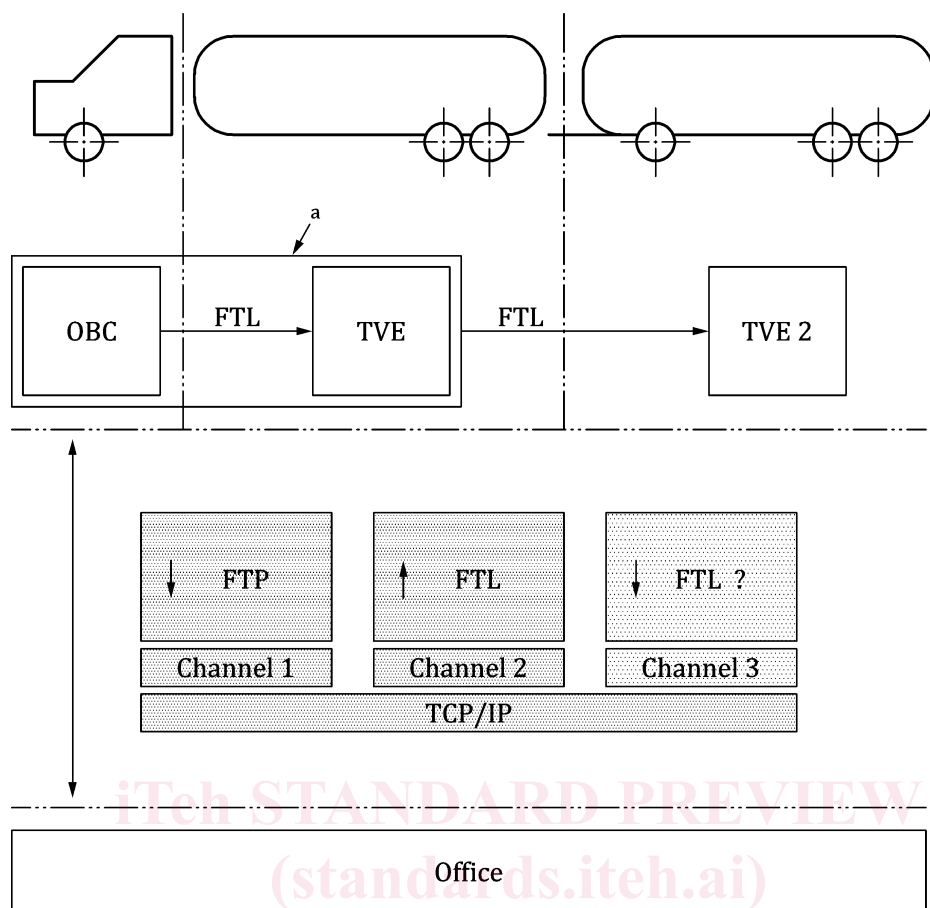 a
OBC
FTL
TVE
FTL
TVE 2
FTP
FTL
FTL ?
Channel 1
Channel 2
Channel 3
TCP/IP
iTeh STANDARD PREVIEW
Office
(standards.iteh.ai)